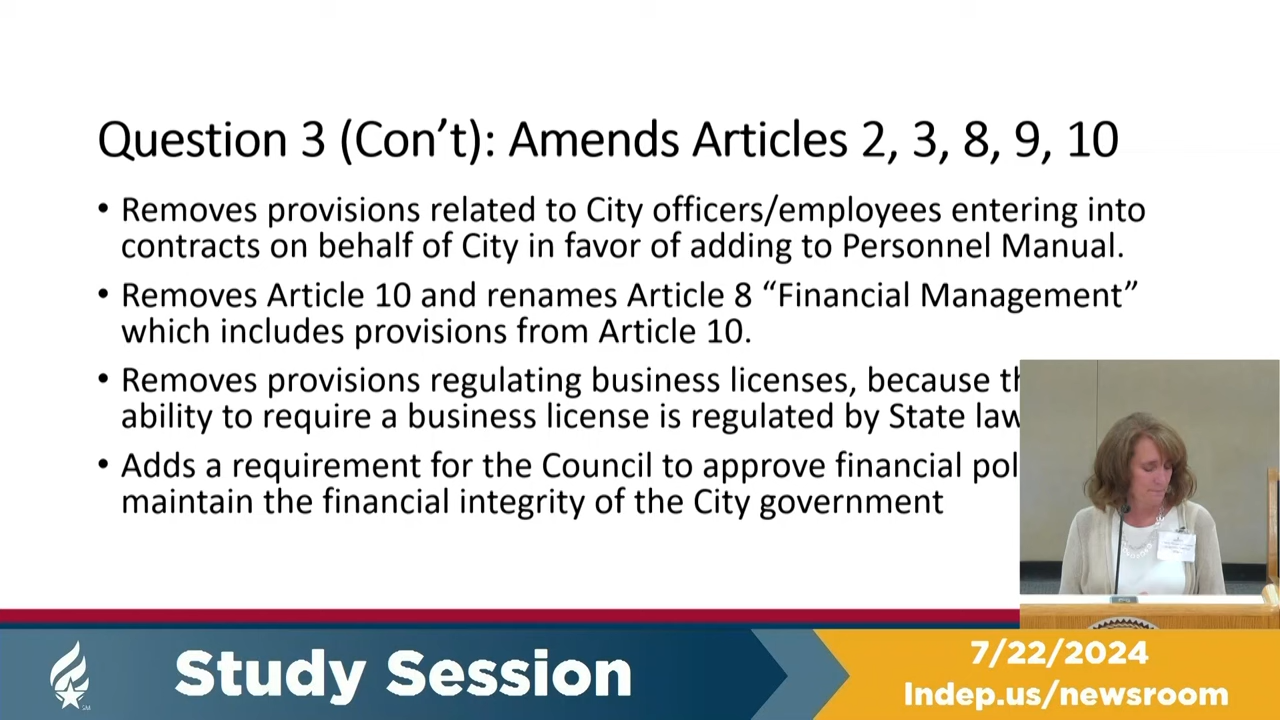 Question 3 (Con’t): Amends Articles 2, 3, 8, 9, 10
• Removes provisions related to City officers/employees entering into
contracts on behalf of City in favor of adding to Personnel Manual.
• Removes Article 10 and renames Article 8 “Financial Management”
which includes provisions from Article 10.
• Removes provisions regulating business licenses, because
ability to require a business license is regulated by State law
• Adds a requirement for the Council to approve financial
maintain the financial integrity of the City government
Study Session
7/22/2024
Indep.us/newsroom